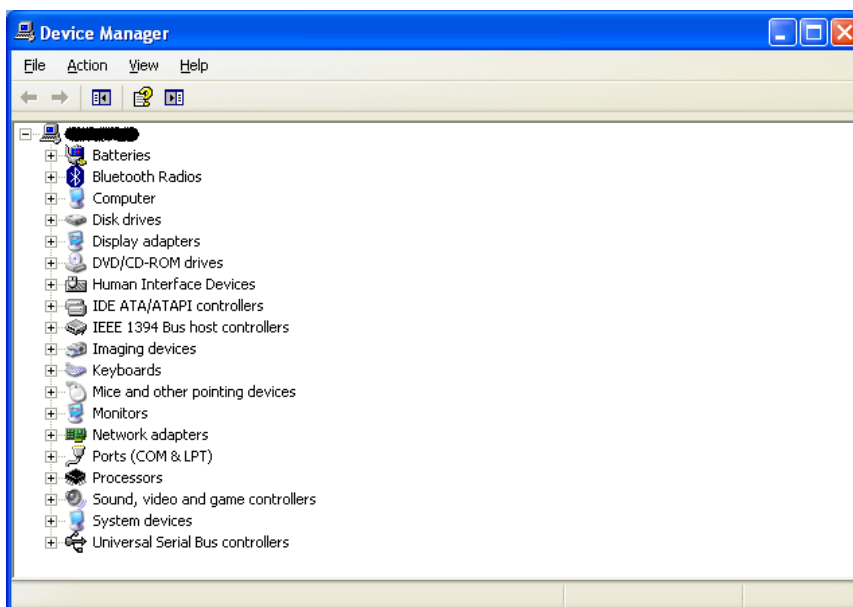 Device Manager
File Action View Help
Batteries
Bluetooth Radios
Computer
Disk drives
Display adapters
DVD/CD-ROM drives
Human Interface Devices
IDE ATA/ATAPI controllers
IEEE 1394 Bus host controllers
Imaging devices
Keyboards
Mice and other pointing devices
Monitors
Network adapters
Ports (COM & LPT)
Processors
Sound, video and game controllers
System devices
Universal Serial Bus controllers